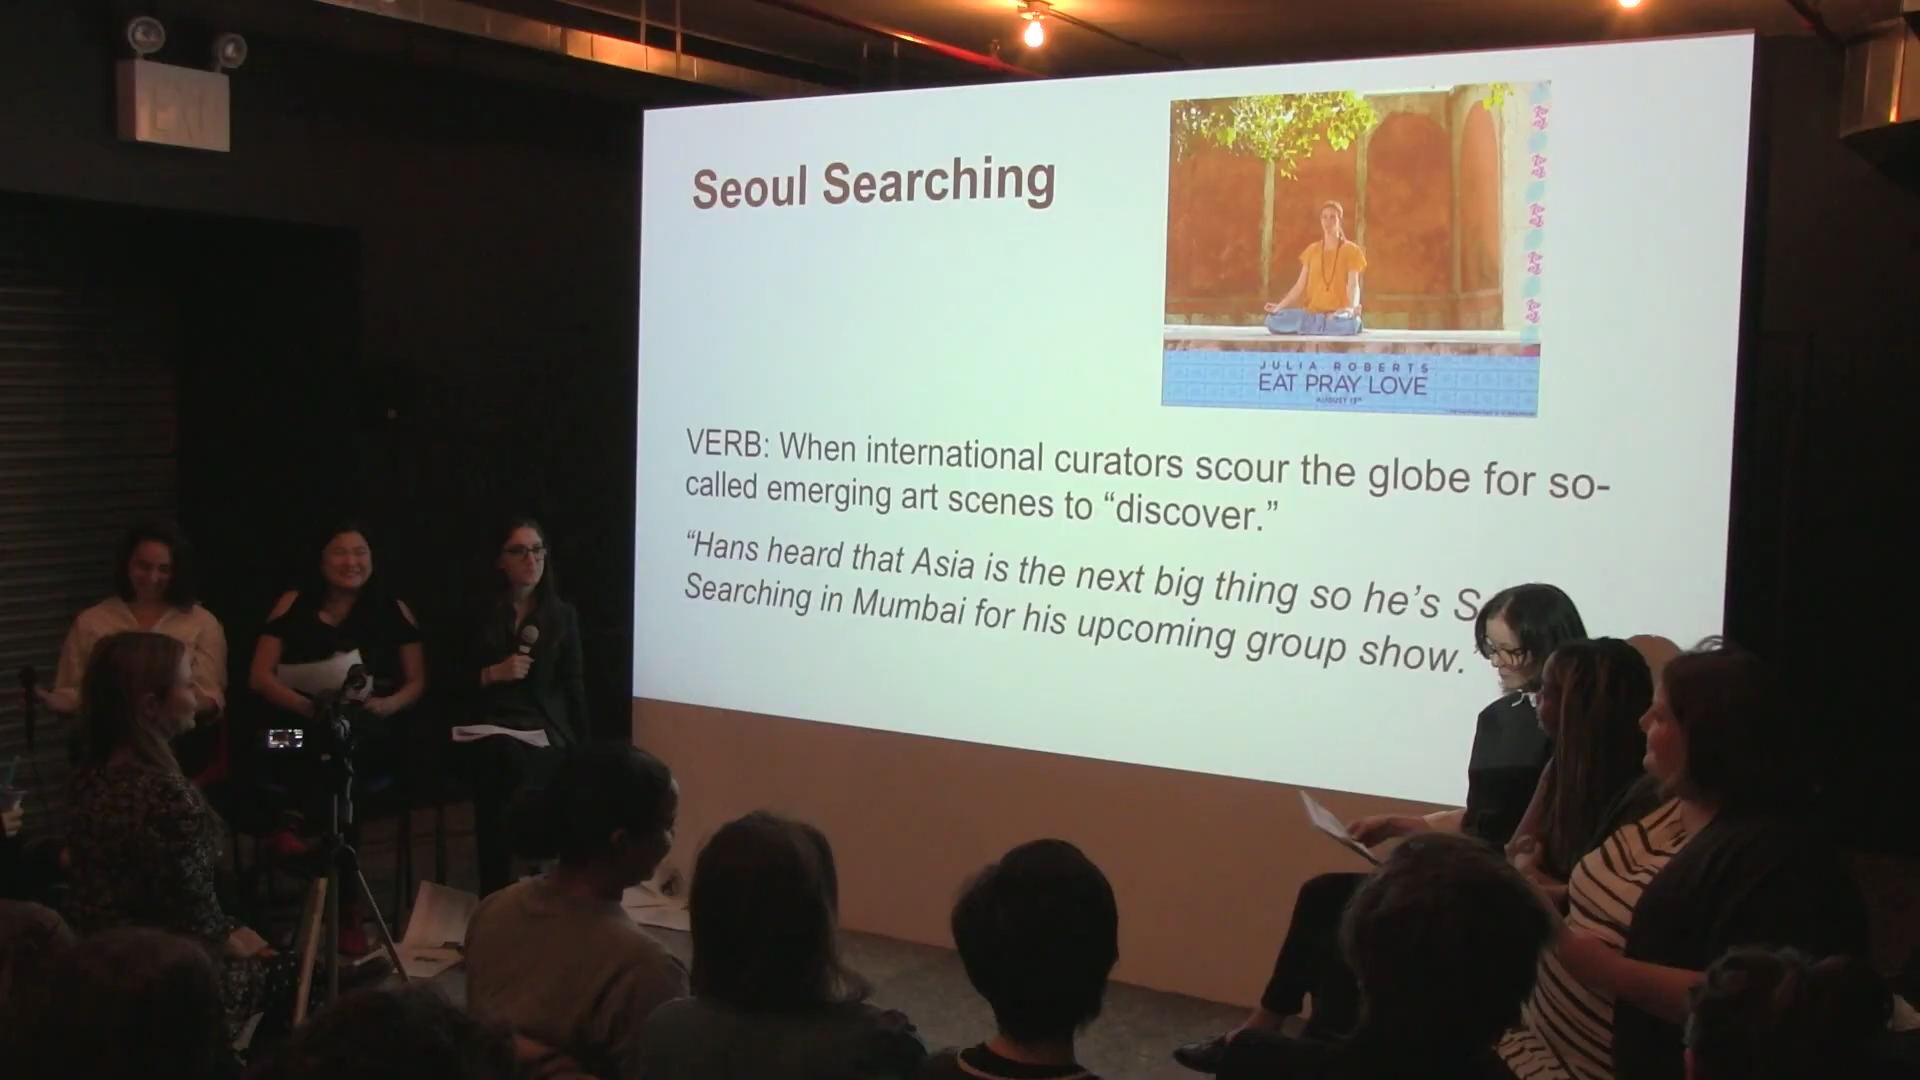 EXIT
Seoul Searching
JULIA ROBERTS
EAT PRAY LOVE
AUGUST 13TH
VERB: When international curators scour the globe for so-
called emerging art scenes to “discover.”
“Hans heard that Asia is the next big thing so he’s S
Searching in Mumbai for his upcoming group show.”